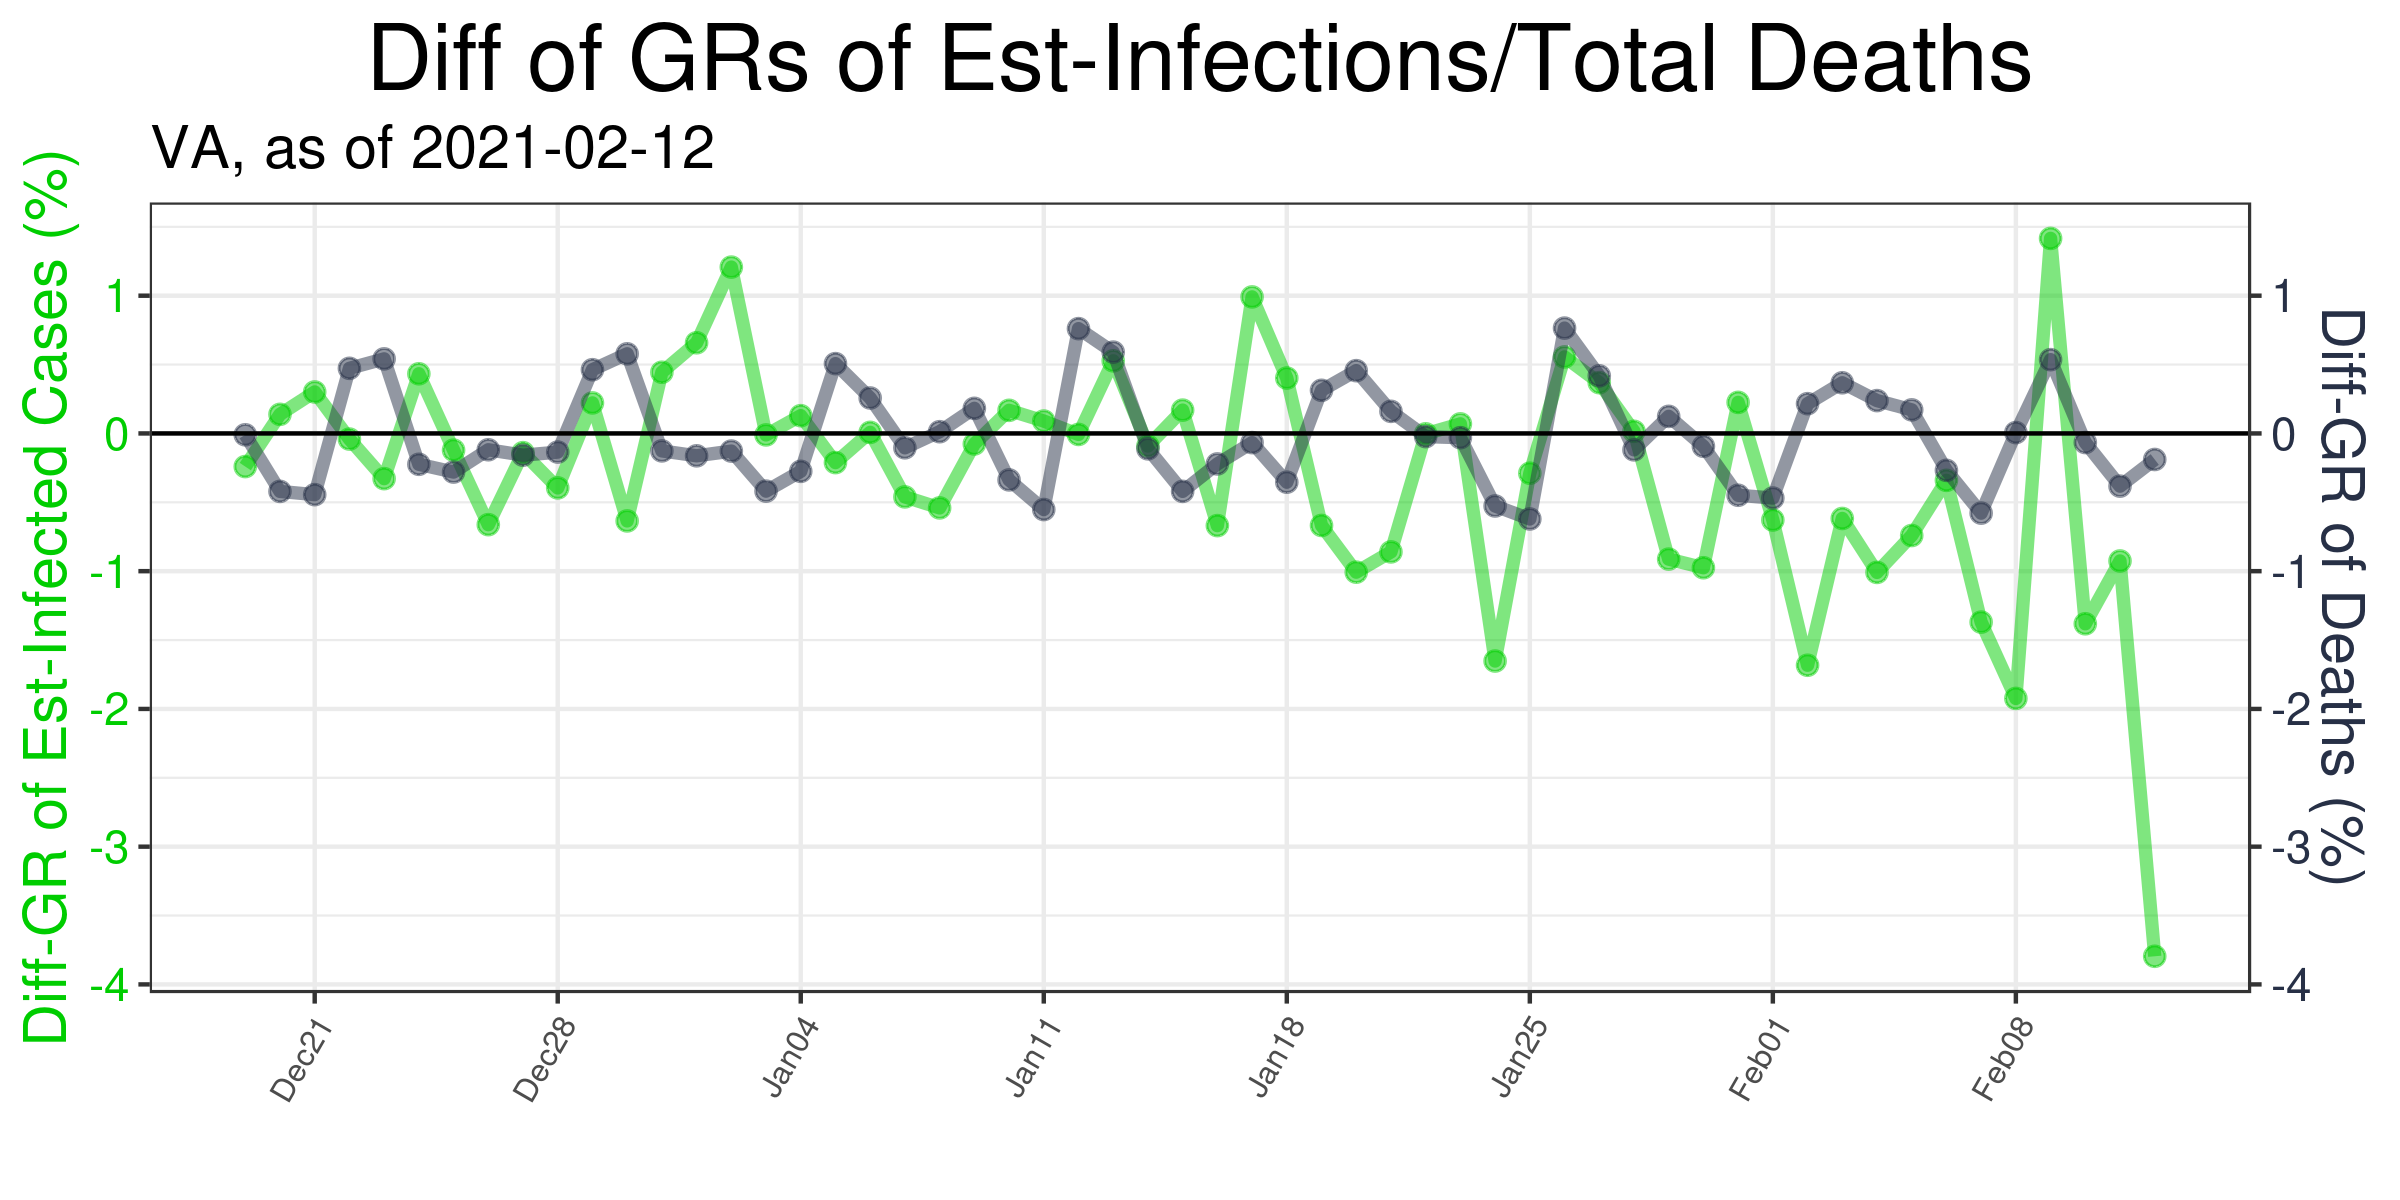 Diff of GRs of Est-Infections/Total Deaths
VA, as of 2021-02-12
Diff-GR of Est-Infected Cases (%)
1
0
-1
-2
-3
-4
1
0
-1
-2
-3
-4
Diff-GR of Deaths (%)
Dec21
Dec28
Jan04
Jan11
Jan18
Jan25
Feb01
Feb08